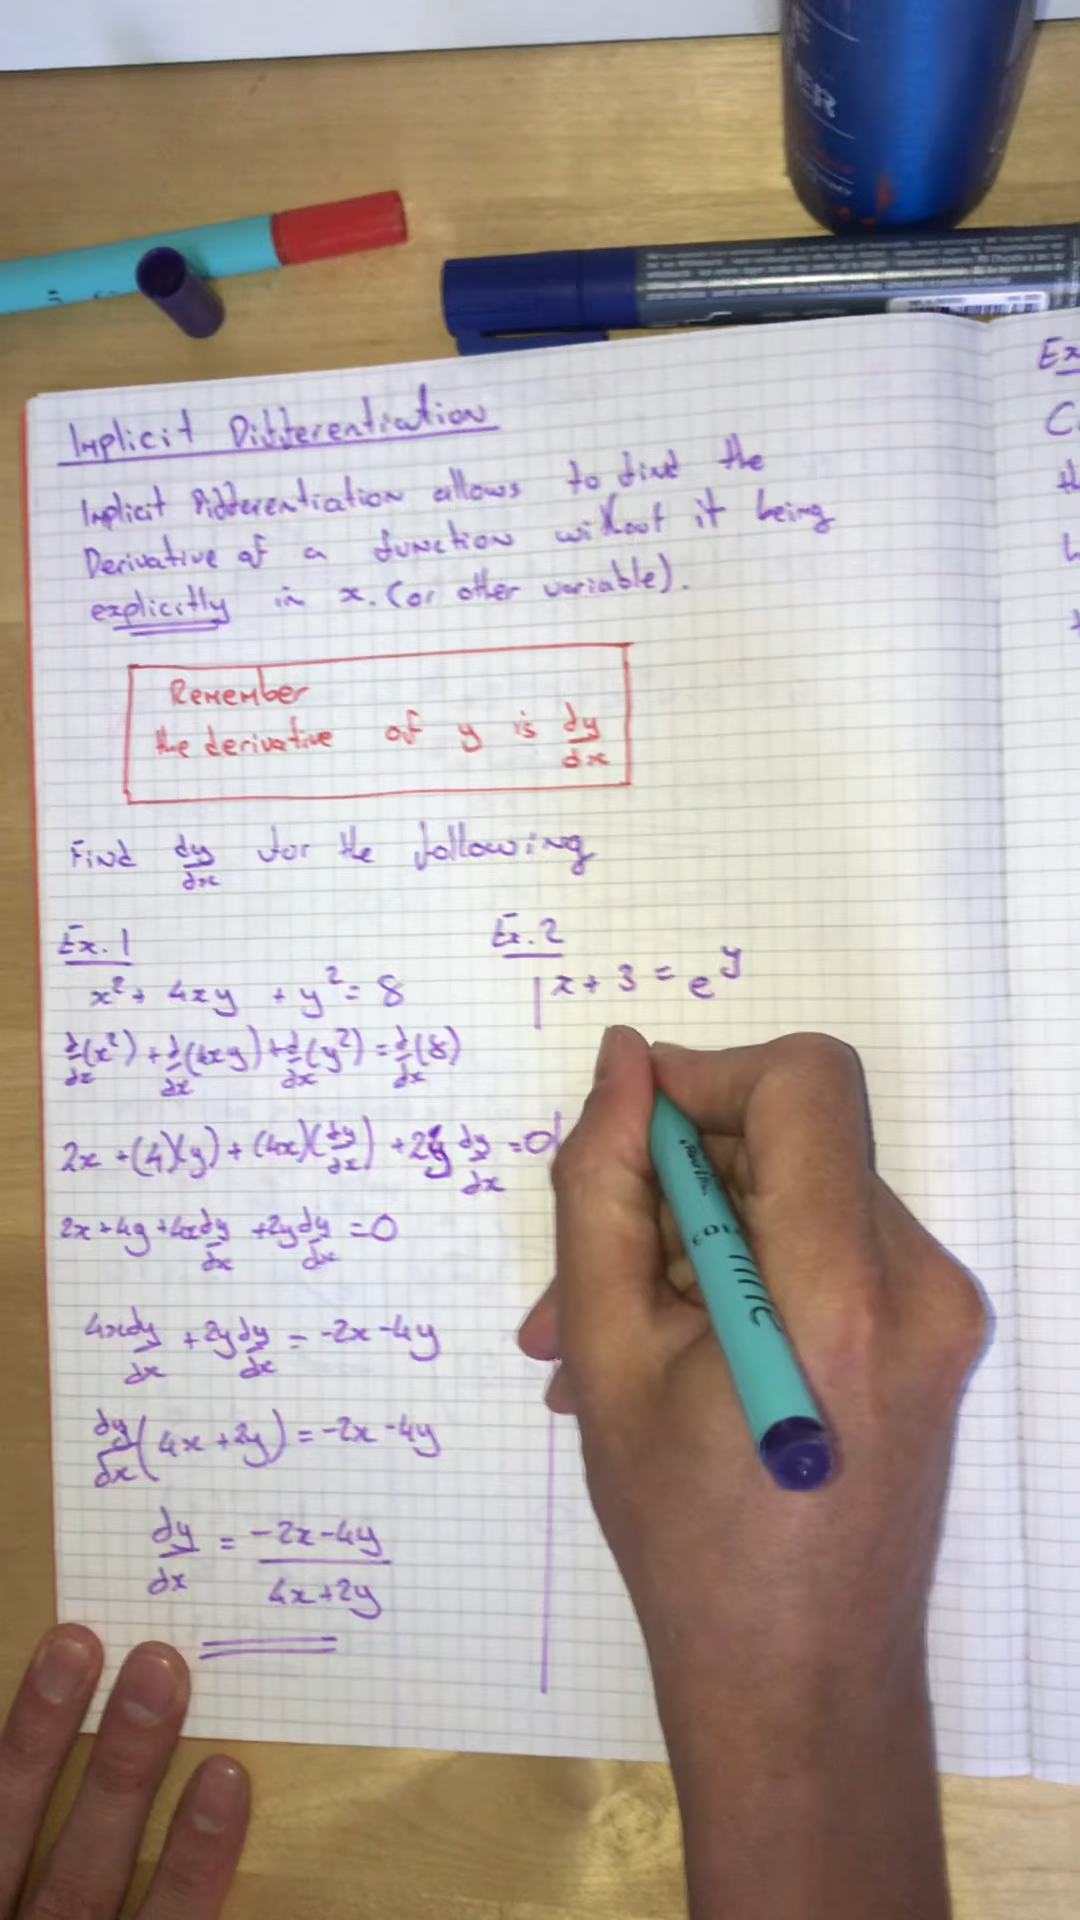 Implicit Differentiation
Implicit Differentiation allows to find the
Derivative of a function without it being
explicitly in x. (or other variable).
Remember
the derivative of y is dy/dx
Find dy/dx for the following
Ex. 1
x² + 4xy + y² = 8
d/dx(x²) + d/dx(4xy) + d/dx(y²) = d/dx(8)
2x + (4)(y) + (4x)(dy/dx) + 2y dy/dx = 0
2x + 4y + 4x dy/dx + 2y dy/dx = 0
4x dy/dx + 2y dy/dx = -2x - 4y
dy/dx (4x + 2y) = -2x - 4y
dy/dx = -2x - 4y / 4x + 2y
Ex. 2
x + 3 = e^y
Ex